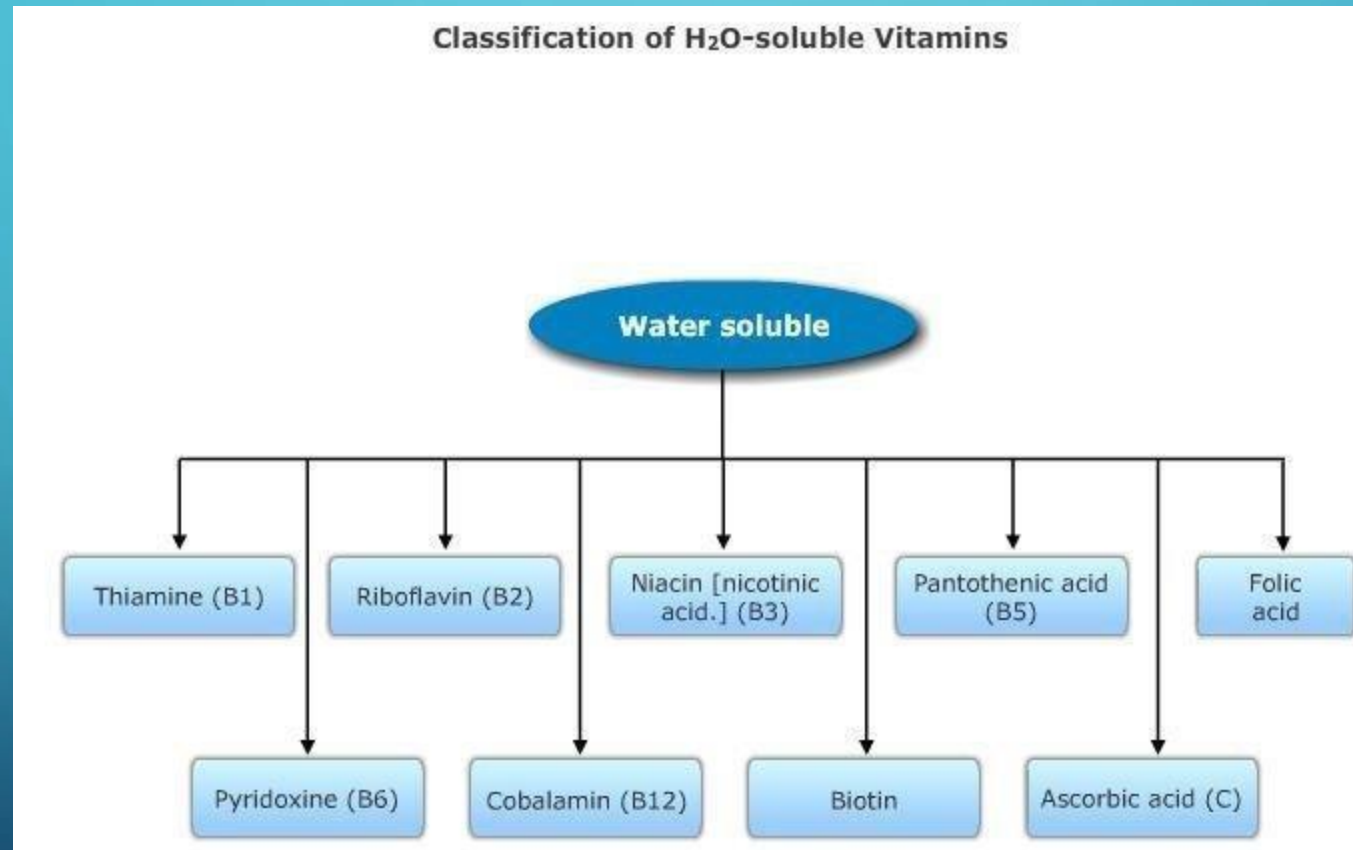 Classification of H₂O-soluble Vitamins
Water soluble
Thiamine (B1)
Riboflavin (B2)
Niacin [nicotinic
acid.] (B3)
Pantothenic acid
(B5)
Folic
acid
Pyridoxine (B6)
Cobalamin (B12)
Biotin
Ascorbic acid (C)